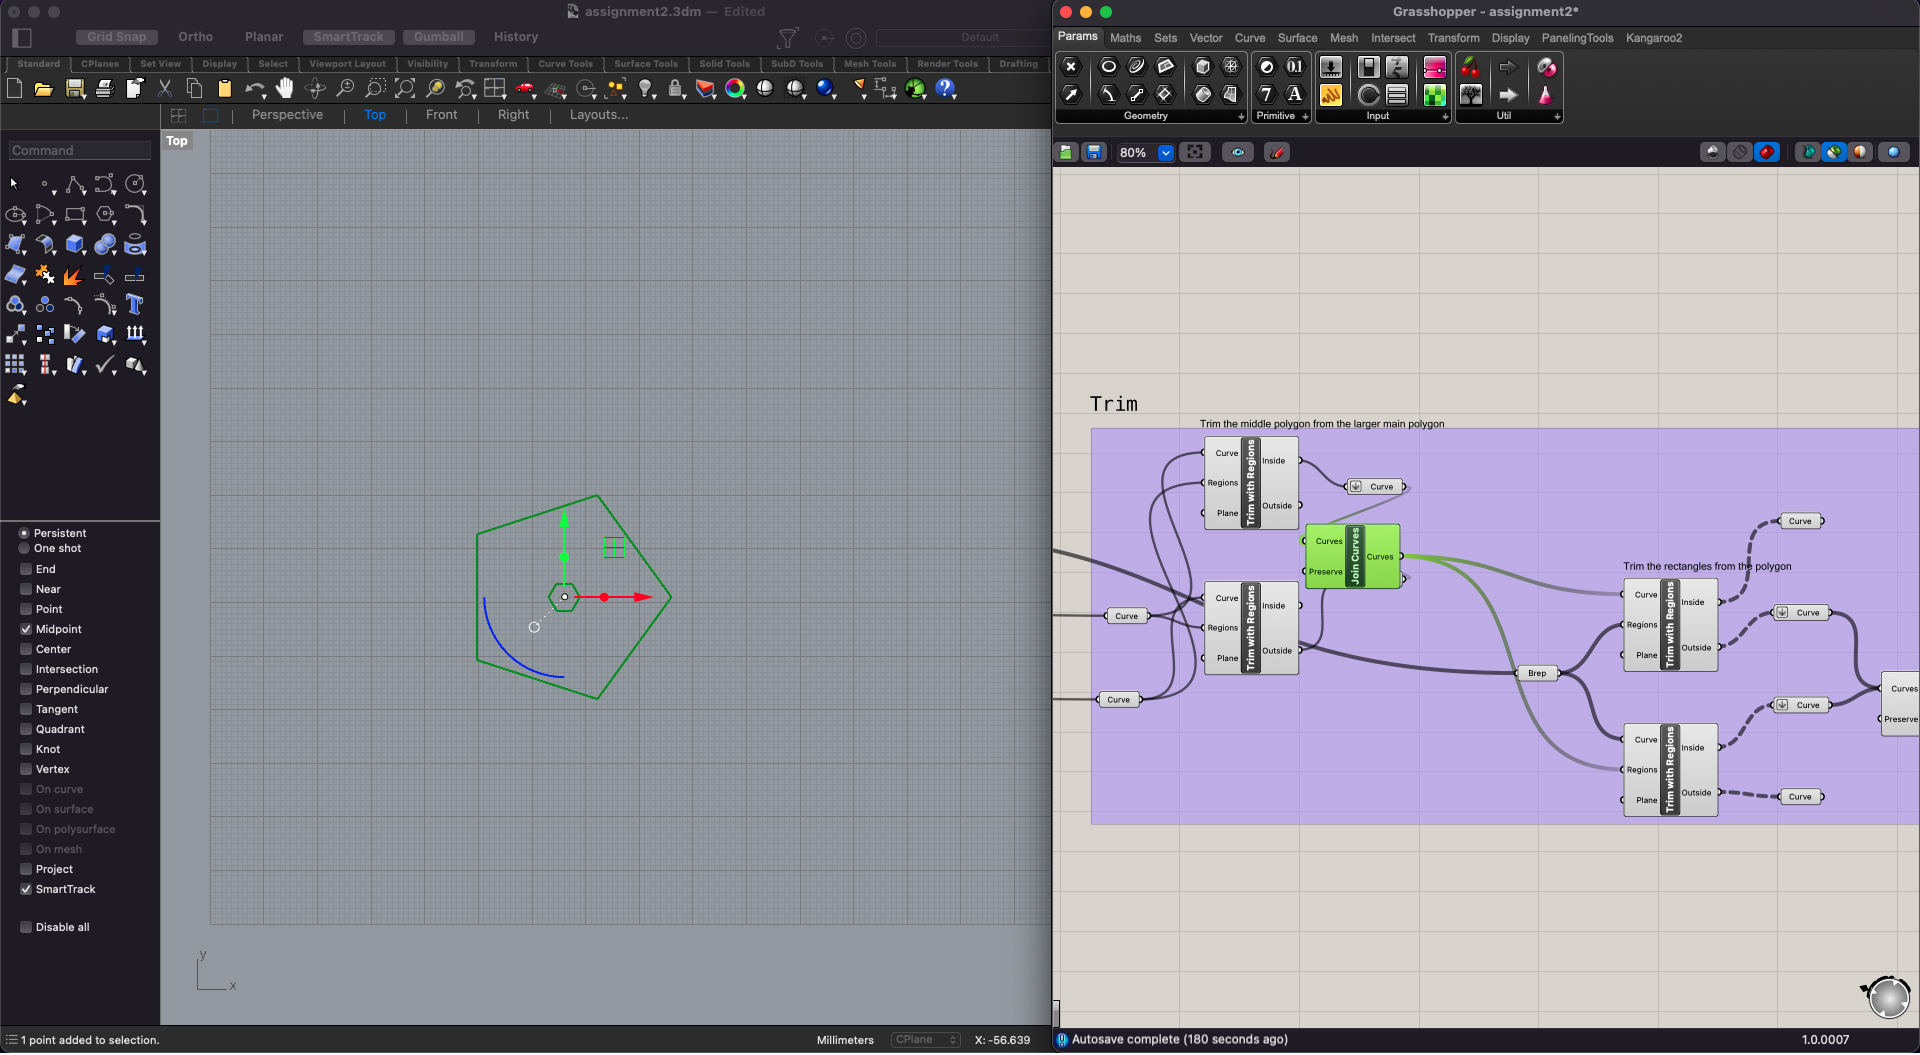 assignment2.3dm — Edited
Grid Snap Ortho Planar SmartTrack Gumball History Default
Standard CPlanes Set View Display Select Viewport Layout Visibility Transform Curve Tools Surface Tools Solid Tools SubD Tools Mesh Tools Render Tools Drafting
Perspective Top Front Right Layouts...
Top
Command
Persistent
One shot
End
Near
Point
Midpoint
Center
Intersection
Perpendicular
Tangent
Quadrant
Knot
Vertex
On curve
On surface
On polysurface
On mesh
Project
SmartTrack
Disable all
y
x
1 point added to selection.
Millimeters CPlane X: -56.639
Grasshopper - assignment2*
Params Maths Sets Vector Curve Surface Mesh Intersect Transform Display PanelingTools Kangaroo2
Geometry Primitive Input Util
80%
Trim
Trim the middle polygon from the larger main polygon
Curve
Regions
Plane
Trim with Regions
Inside
Outside
Curve
Curves
Preserve
Join Curves
Curves
Curve
Regions
Plane
Trim with Regions
Inside
Outside
Curve
Curve
Brep
Trim the rectangles from the polygon
Curve
Regions
Plane
Trim with Regions
Inside
Outside
Curve
Curve
Curve
Regions
Plane
Trim with Regions
Inside
Outside
Curve
Curve
Curves
Preserve
Autosave complete (180 seconds ago)
1.0.0007